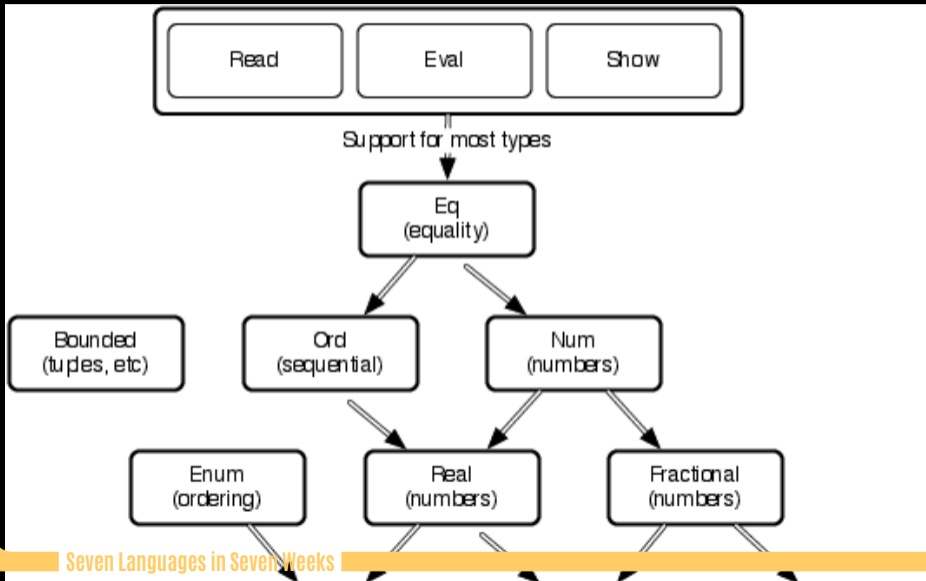 Read
Eval
Show
Support for most types
Eq
(equality)
Bounded
(tuples, etc)
Ord
(sequential)
Num
(numbers)
Enum
(ordering)
Real
(numbers)
Fractional
(numbers)
Seven Languages in Seven Weeks